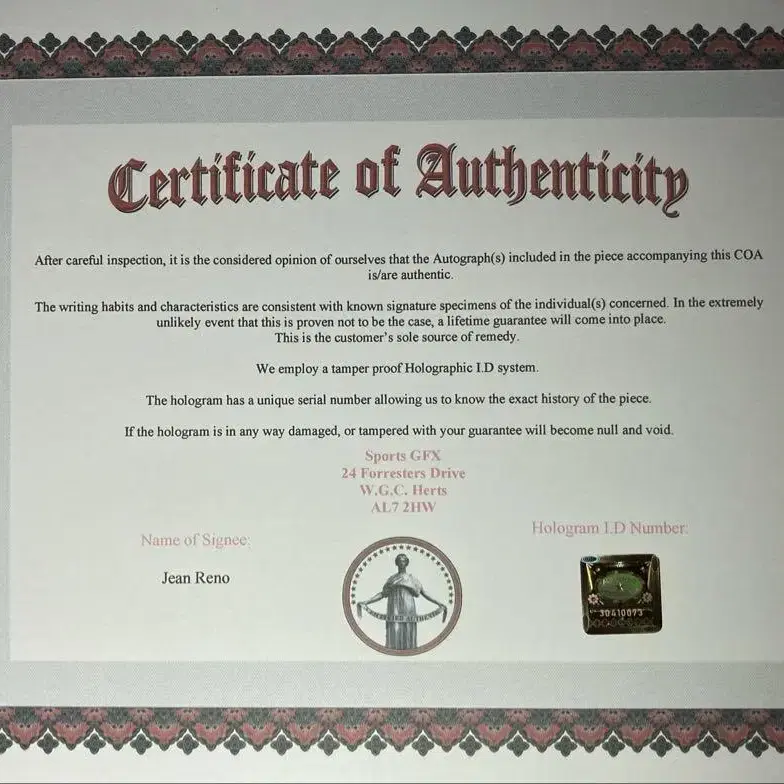 Certificate of Authenticity
After careful inspection, it is the considered opinion of ourselves that the Autograph(s) included in the piece accompanying this COA
is/are authentic.
The writing habits and characteristics are consistent with known signature specimens of the individual(s) concerned. In the extremely
unlikely event that this is proven not to be the case, a lifetime guarantee will come into place.
This is the customer's sole source of remedy.
We employ a tamper proof Holographic I.D system.
The hologram has a unique serial number allowing us to know the exact history of the piece.
If the hologram is in any way damaged, or tampered with your guarantee will become null and void.
Sports GFX
24 Forresters Drive
W.G.C. Herts
AL7 2HW
Name of Signee:
Hologram I.D Number:
Jean Reno
30410073